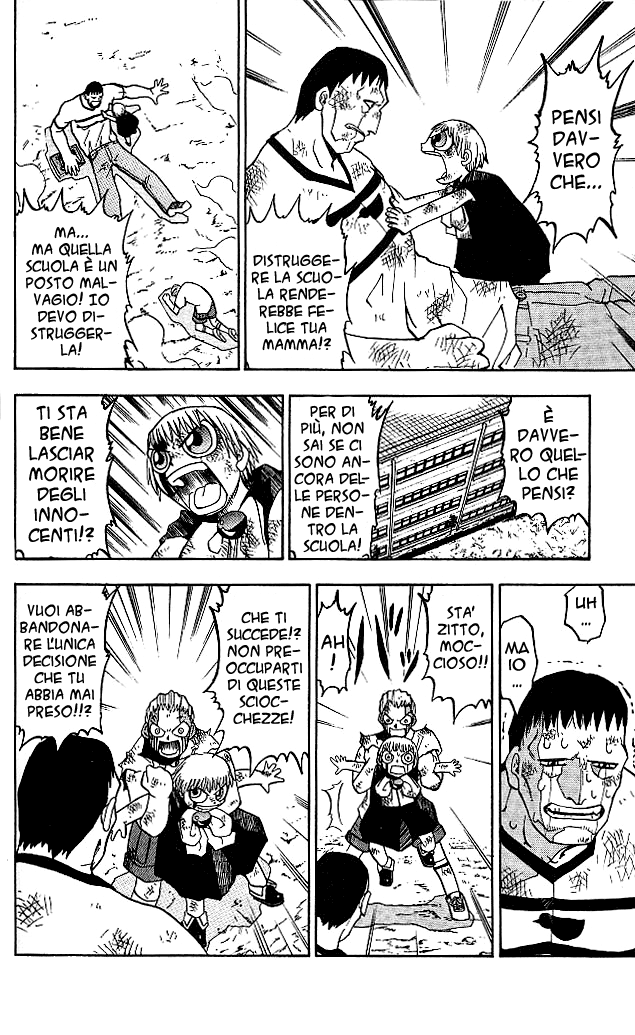 PENSI
DAV-
VERO
CHE...
DISTRUGGE-
RE LA SCUO-
LA RENDE-
REBBE FE-
LICE TUA
MAMMA!?
MA...
MA QUELLA
SCUOLA È UN
POSTO MAL-
VAGIO! IO
DEVO DI-
STRUGGER-
LA!
È
DAVVE-
RO QUEL-
LO CHE
PENSI?
PER DI
PIÙ, NON
SAI SE CI
SONO AN-
CORA DEL-
LE PERSO-
NE DEN-
TRO LA
SCUOLA!
TI STA
BENE
LASCIAR
MORIRE
DEGLI
INNO-
CENTI!?
UH
...
MA IO
...
STA'
ZITTO,
MOC-
CIOSO!!
AH
!
CHE TI
SUCCEDE!?
NON PRE-
OCCUPARTI
DI QUESTE
SCIOC-
CHEZZE!
VUOI AB-
BANDONA-
RE L'UNICA
DECISIONE
CHE TU
ABBIA MAI
PRESO!!?